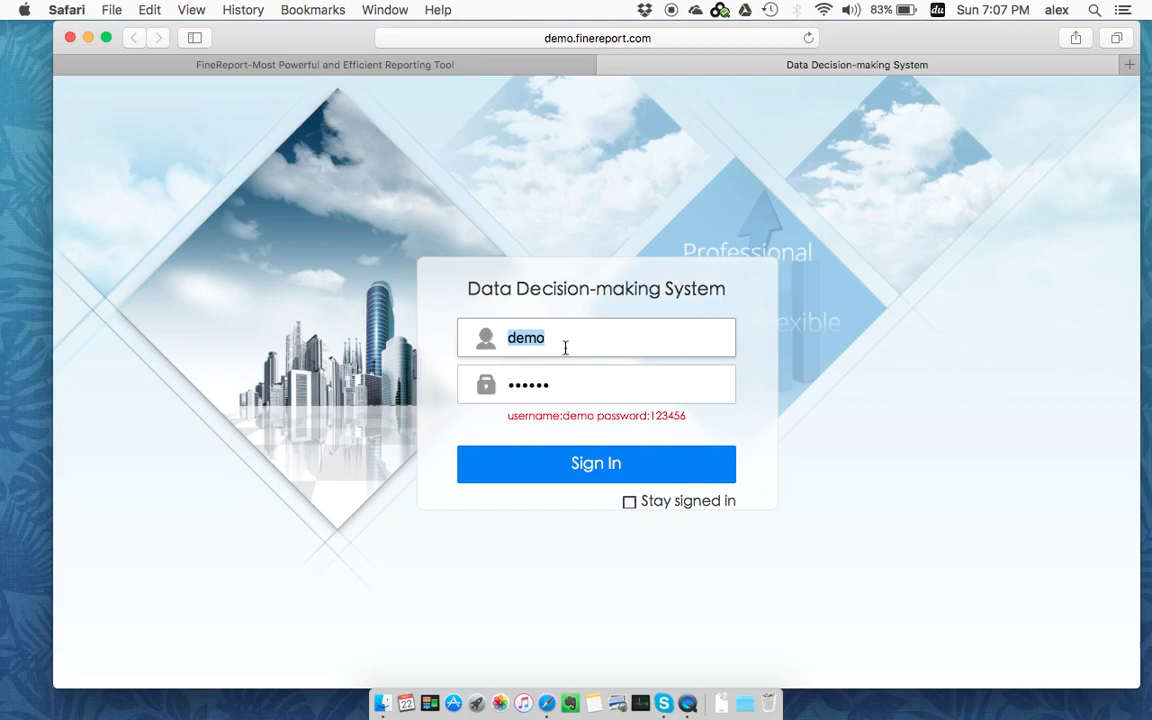 Safari File Edit View History Bookmarks Window Help 83% du Sun 7:07 PM alex
demo.finereport.com
FineReport-Most Powerful and Efficient Reporting Tool
Data Decision-making System
Professional
Data Decision-making System
exible
demo
••••••
username:demo password:123456
Sign In
Stay signed in
22